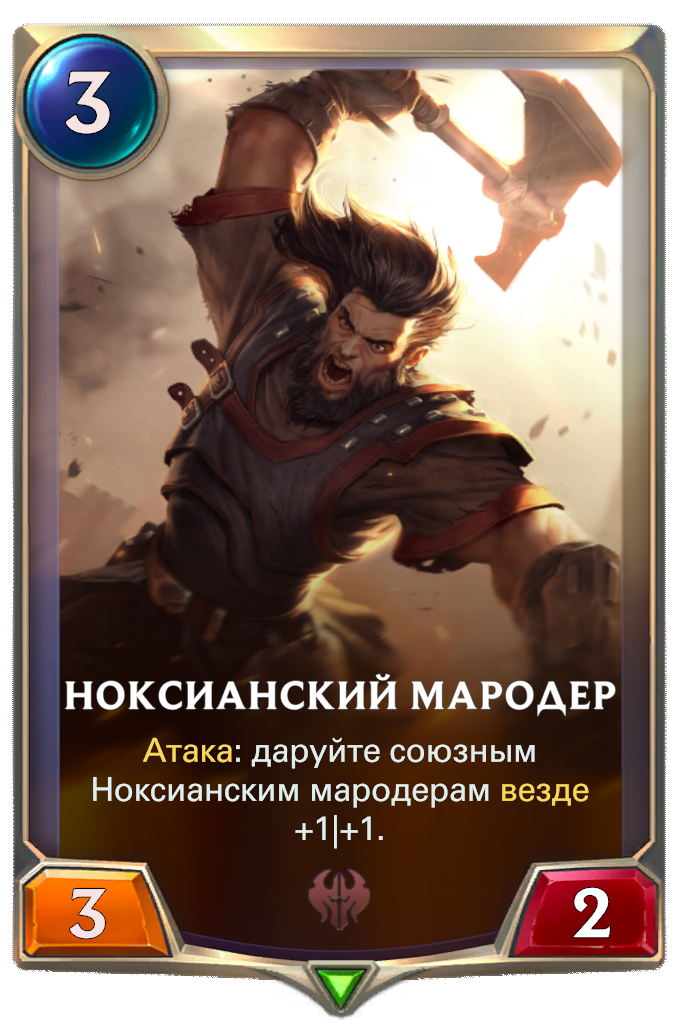 3
НОКСИАНСКИЙ МАРОДЕР
Атака: даруйте союзным
Ноксианским мародерам везде
+1|+1.
3
2